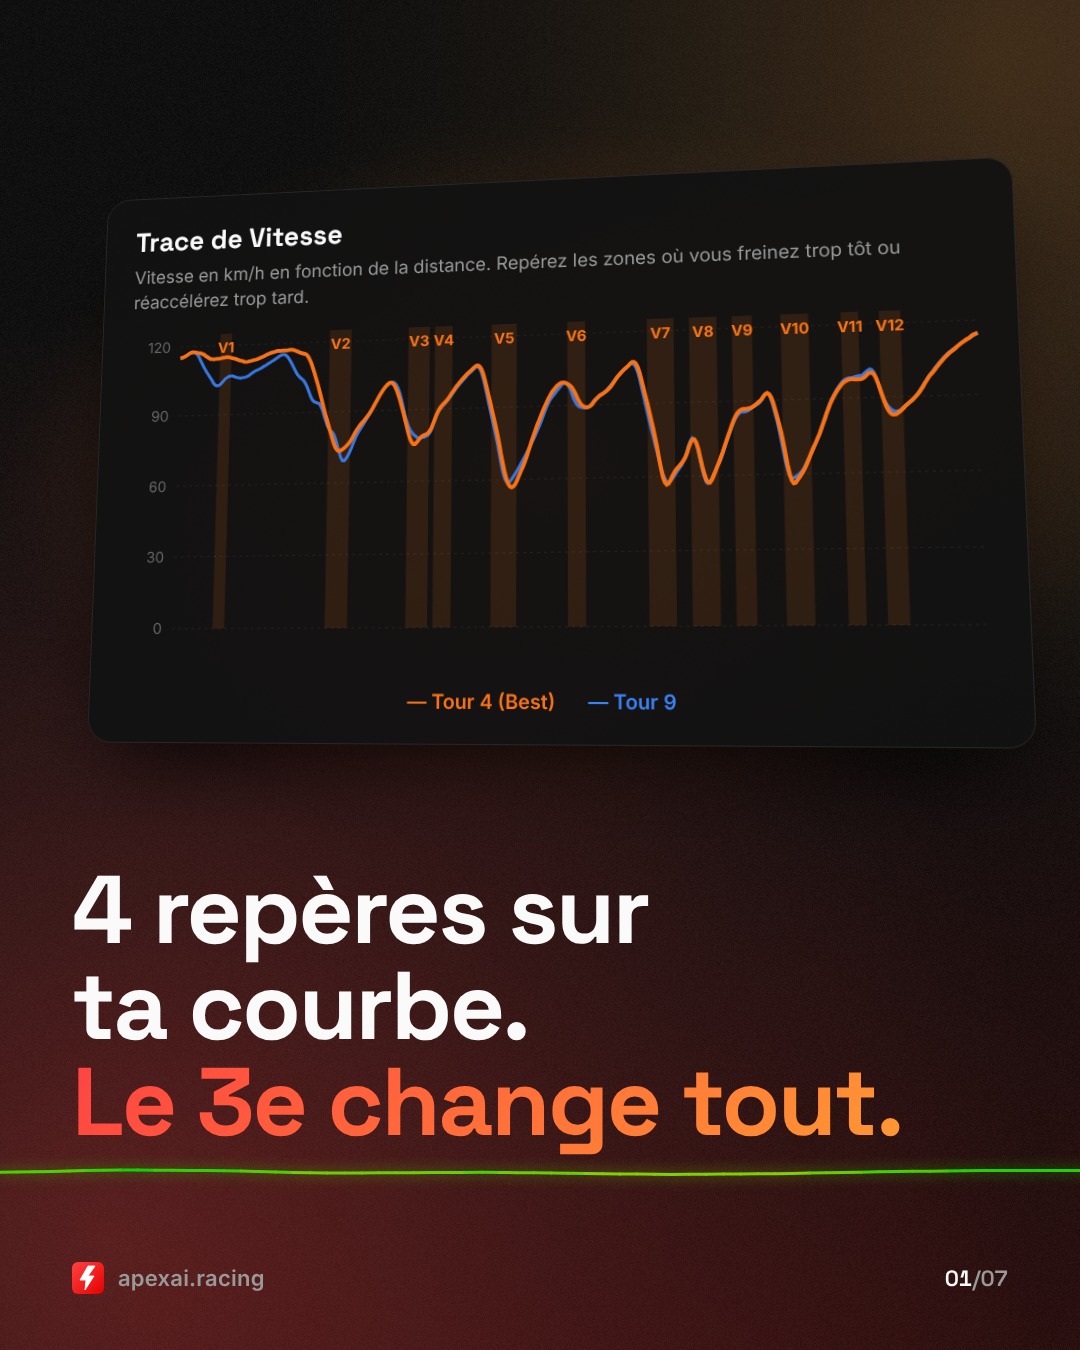 Trace de Vitesse
Vitesse en km/h en fonction de la distance. Repérez les zones où vous freinez trop tôt ou
réaccélérez trop tard.
V1 V2 V3 V4 V5 V6 V7 V8 V9 V10 V11 V12
120
90
60
30
0
— Tour 4 (Best) — Tour 9
4 repères sur
ta courbe.
Le 3e change tout.
apexai.racing
01/07